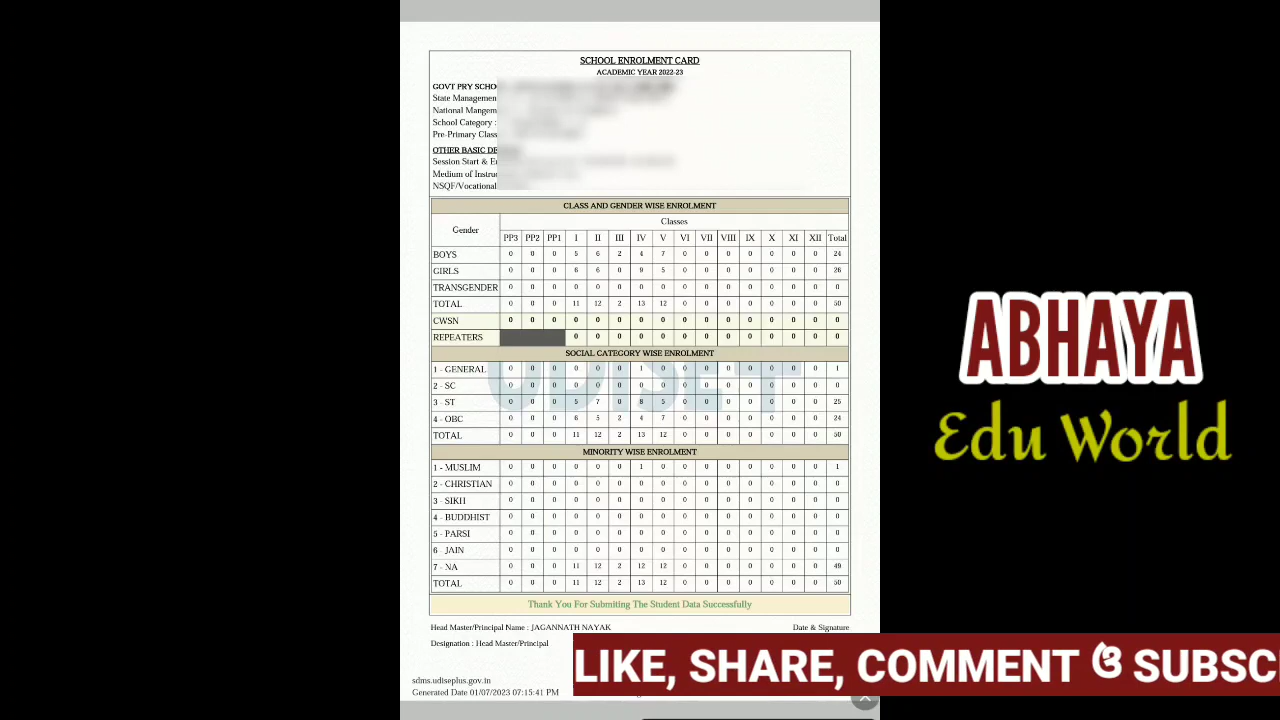 SCHOOL ENROLMENT CARD
ACADEMIC YEAR 2022-23
GOVT PRY
State
National
School Category :
Pre-Primary
OTHER BASIC
Session Start &
Medium of
NSQF/Vocational
CLASS AND GENDER WISE ENROLMENT
Gender Classes
PP3 PP2 PP1 I II III IV V VI VII VIII IX X XI XII Total
BOYS 0 0 0 5 6 2 4 7 0 0 0 0 0 0 0 24
GIRLS 0 0 0 6 6 0 9 5 0 0 0 0 0 0 0 26
TRANSGENDER 0 0 0 0 0 0 0 0 0 0 0 0 0 0 0 0
TOTAL 0 0 0 11 12 2 13 12 0 0 0 0 0 0 0 50
CWSN 0 0 0 0 0 0 0 0 0 0 0 0 0 0 0 0
REPEATERS 0 0 0 0 0 0 0 0 0 0 0 0 0
SOCIAL CATEGORY WISE ENROLMENT
1 - GENERAL 0 0 0 0 0 0 1 0 0 0 0 0 0 0 0 1
2 - SC 0 0 0 0 0 0 0 0 0 0 0 0 0 0 0 0
3 - ST 0 0 0 5 7 0 8 5 0 0 0 0 0 0 0 25
4 - OBC 0 0 0 6 5 2 4 7 0 0 0 0 0 0 0 24
TOTAL 0 0 0 11 12 2 13 12 0 0 0 0 0 0 0 50
MINORITY WISE ENROLMENT
1 - MUSLIM 0 0 0 0 0 0 1 0 0 0 0 0 0 0 0 1
2 - CHRISTIAN 0 0 0 0 0 0 0 0 0 0 0 0 0 0 0 0
3 - SIKH 0 0 0 0 0 0 0 0 0 0 0 0 0 0 0 0
4 - BUDDHIST 0 0 0 0 0 0 0 0 0 0 0 0 0 0 0 0
5 - PARSI 0 0 0 0 0 0 0 0 0 0 0 0 0 0 0 0
6 - JAIN 0 0 0 0 0 0 0 0 0 0 0 0 0 0 0 0
7 - NA 0 0 0 11 12 2 12 12 0 0 0 0 0 0 0 49
TOTAL 0 0 0 11 12 2 13 12 0 0 0 0 0 0 0 50
Thank You For Submiting The Student Data Successfully
Head Master/Principal Name : JAGANNATH NAYAK Date & Signature
Designation : Head Master/Principal
sdms.udiseplus.gov.in
Generated Date 01/07/2023 07:15:41 PM
ABHAYA
Edu World
LIKE, SHARE, COMMENT ଓ SUBSC